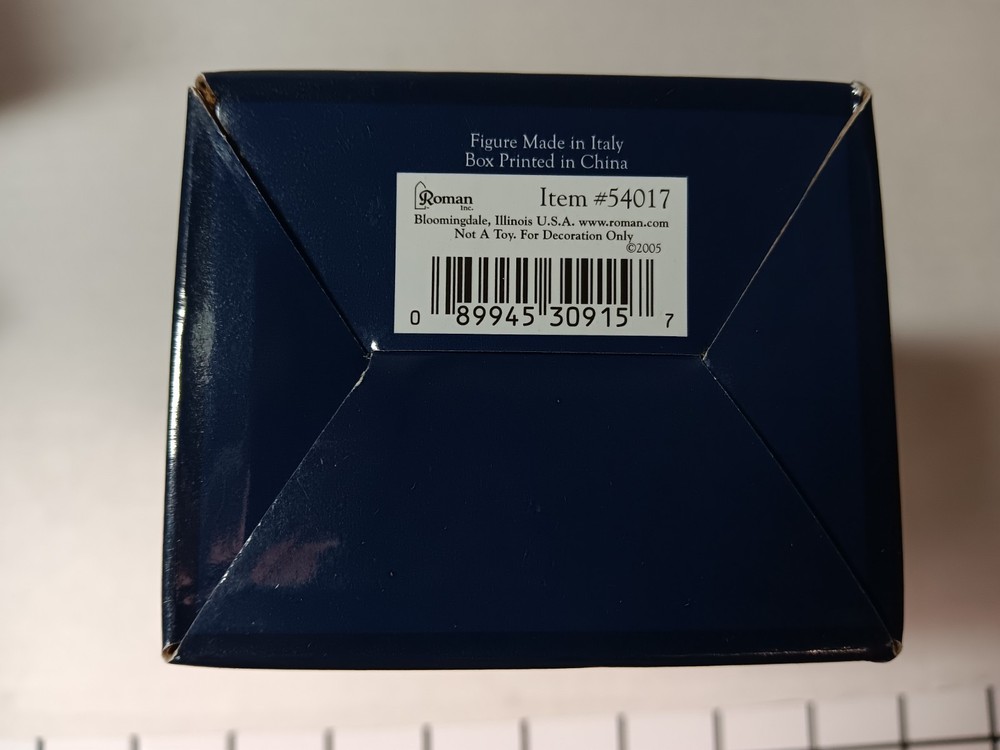 Figure Made in Italy
Box Printed in China
Roman Inc.
Item #54017
Bloomingdale, Illinois U.S.A. www.roman.com
Not A Toy. For Decoration Only
©2005
0 89945 30915 7